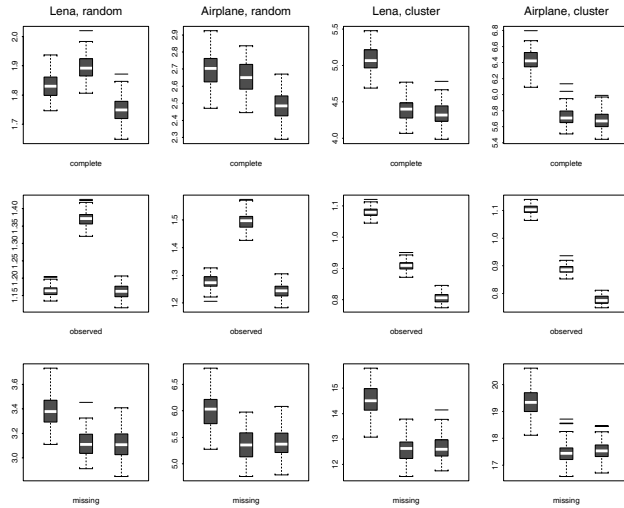 Lena, random
Airplane, random
Lena, cluster
Airplane, cluster
1.7 1.8 1.9 2.0
complete
2.3 2.4 2.5 2.6 2.7 2.8 2.9
complete
4.0 4.5 5.0 5.5
complete
5.4 5.6 5.8 6.0 6.2 6.4 6.6 6.8
complete
1.15 1.20 1.25 1.30 1.35 1.40
observed
1.2 1.3 1.4 1.5
observed
0.8 0.9 1.0 1.1
observed
0.8 0.9 1.0 1.1
observed
3.0 3.2 3.4 3.6
missing
5.0 5.5 6.0 6.5
missing
12 13 14 15
missing
17 18 19 20
missing